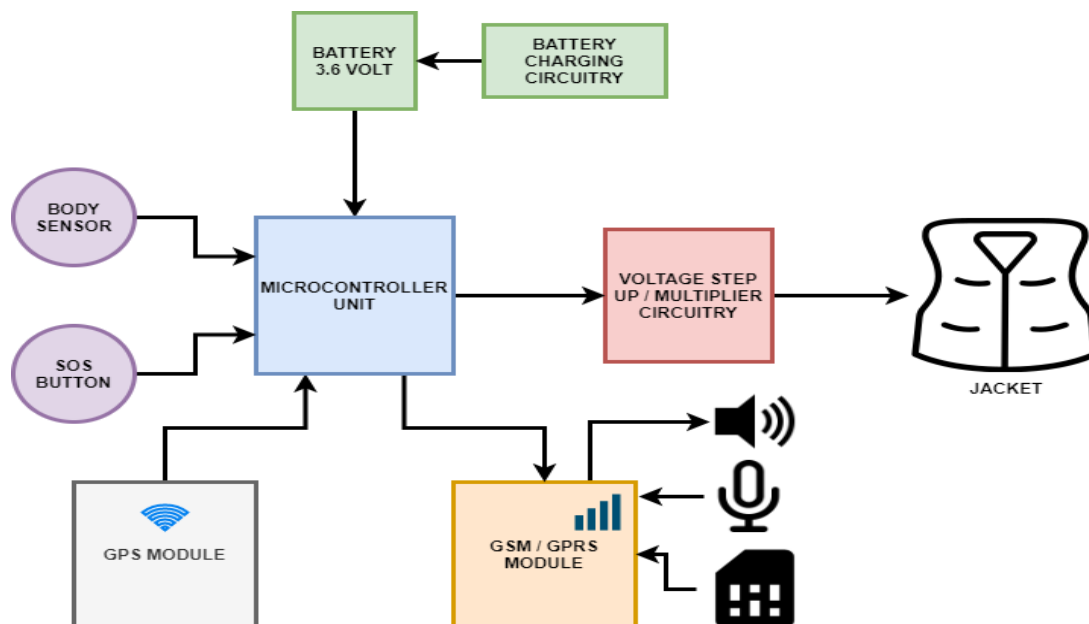 BATTERY
3.6 VOLT
BATTERY
CHARGING
CIRCUITRY
BODY
SENSOR
MICROCONTROLLER
UNIT
VOLTAGE STEP
UP / MULTIPLIER
CIRCUITRY
SOS
BUTTON
JACKET
GPS MODULE
GSM / GPRS
MODULE